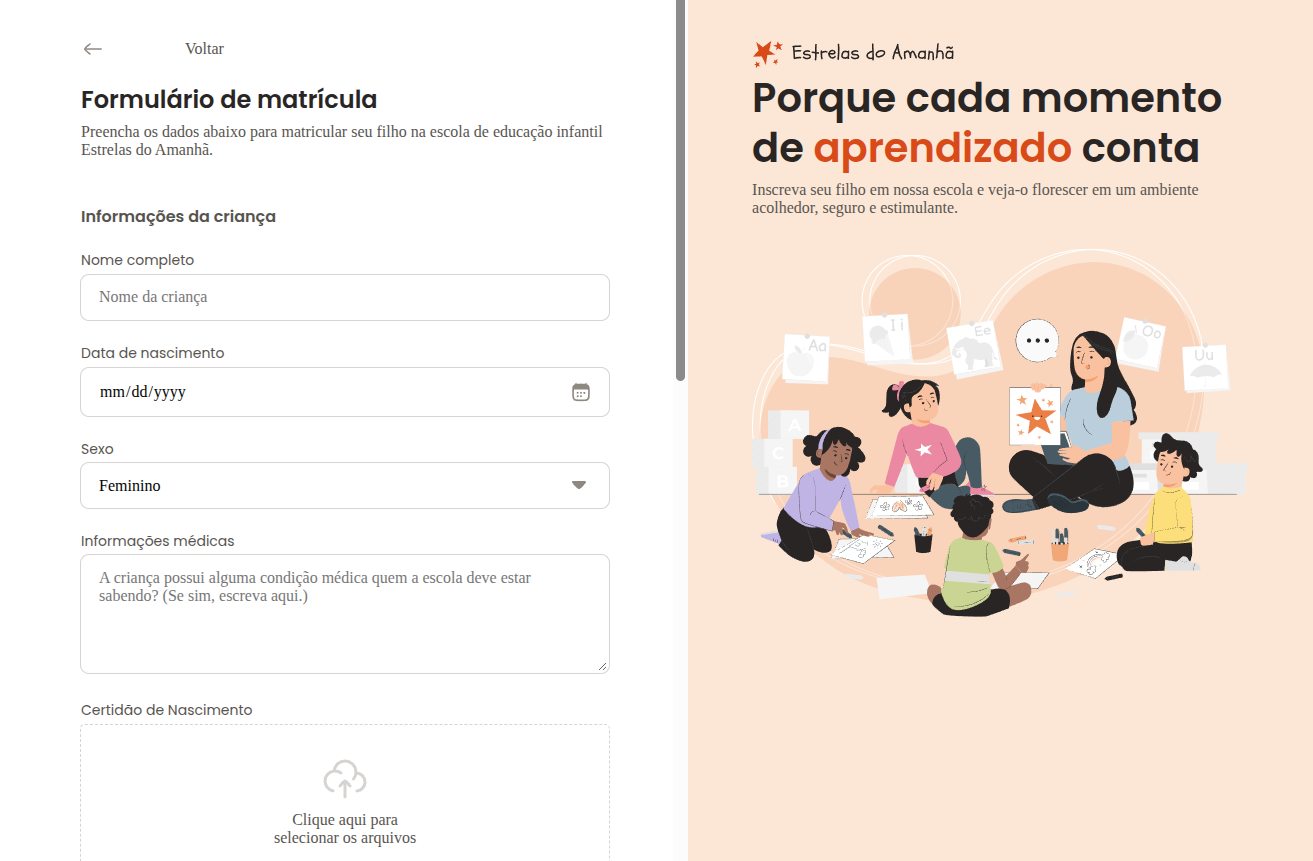 Voltar
Formulário de matrícula
Preencha os dados abaixo para matricular seu filho na escola de educação infantil
Estrelas do Amanhã.
Informações da criança
Nome completo
Nome da criança
Data de nascimento
mm/dd/yyyy
Sexo
Feminino
Informações médicas
A criança possui alguma condição médica quem a escola deve estar
sabendo? (Se sim, escreva aqui.)
Certidão de Nascimento
Clique aqui para
selecionar os arquivos
Estrelas do Amanhã
Porque cada momento
de aprendizado conta
Inscreva seu filho em nossa escola e veja-o florescer em um ambiente
acolhedor, seguro e estimulante.
Aa
Ii
Ee
Oo
Uu
A
C
B